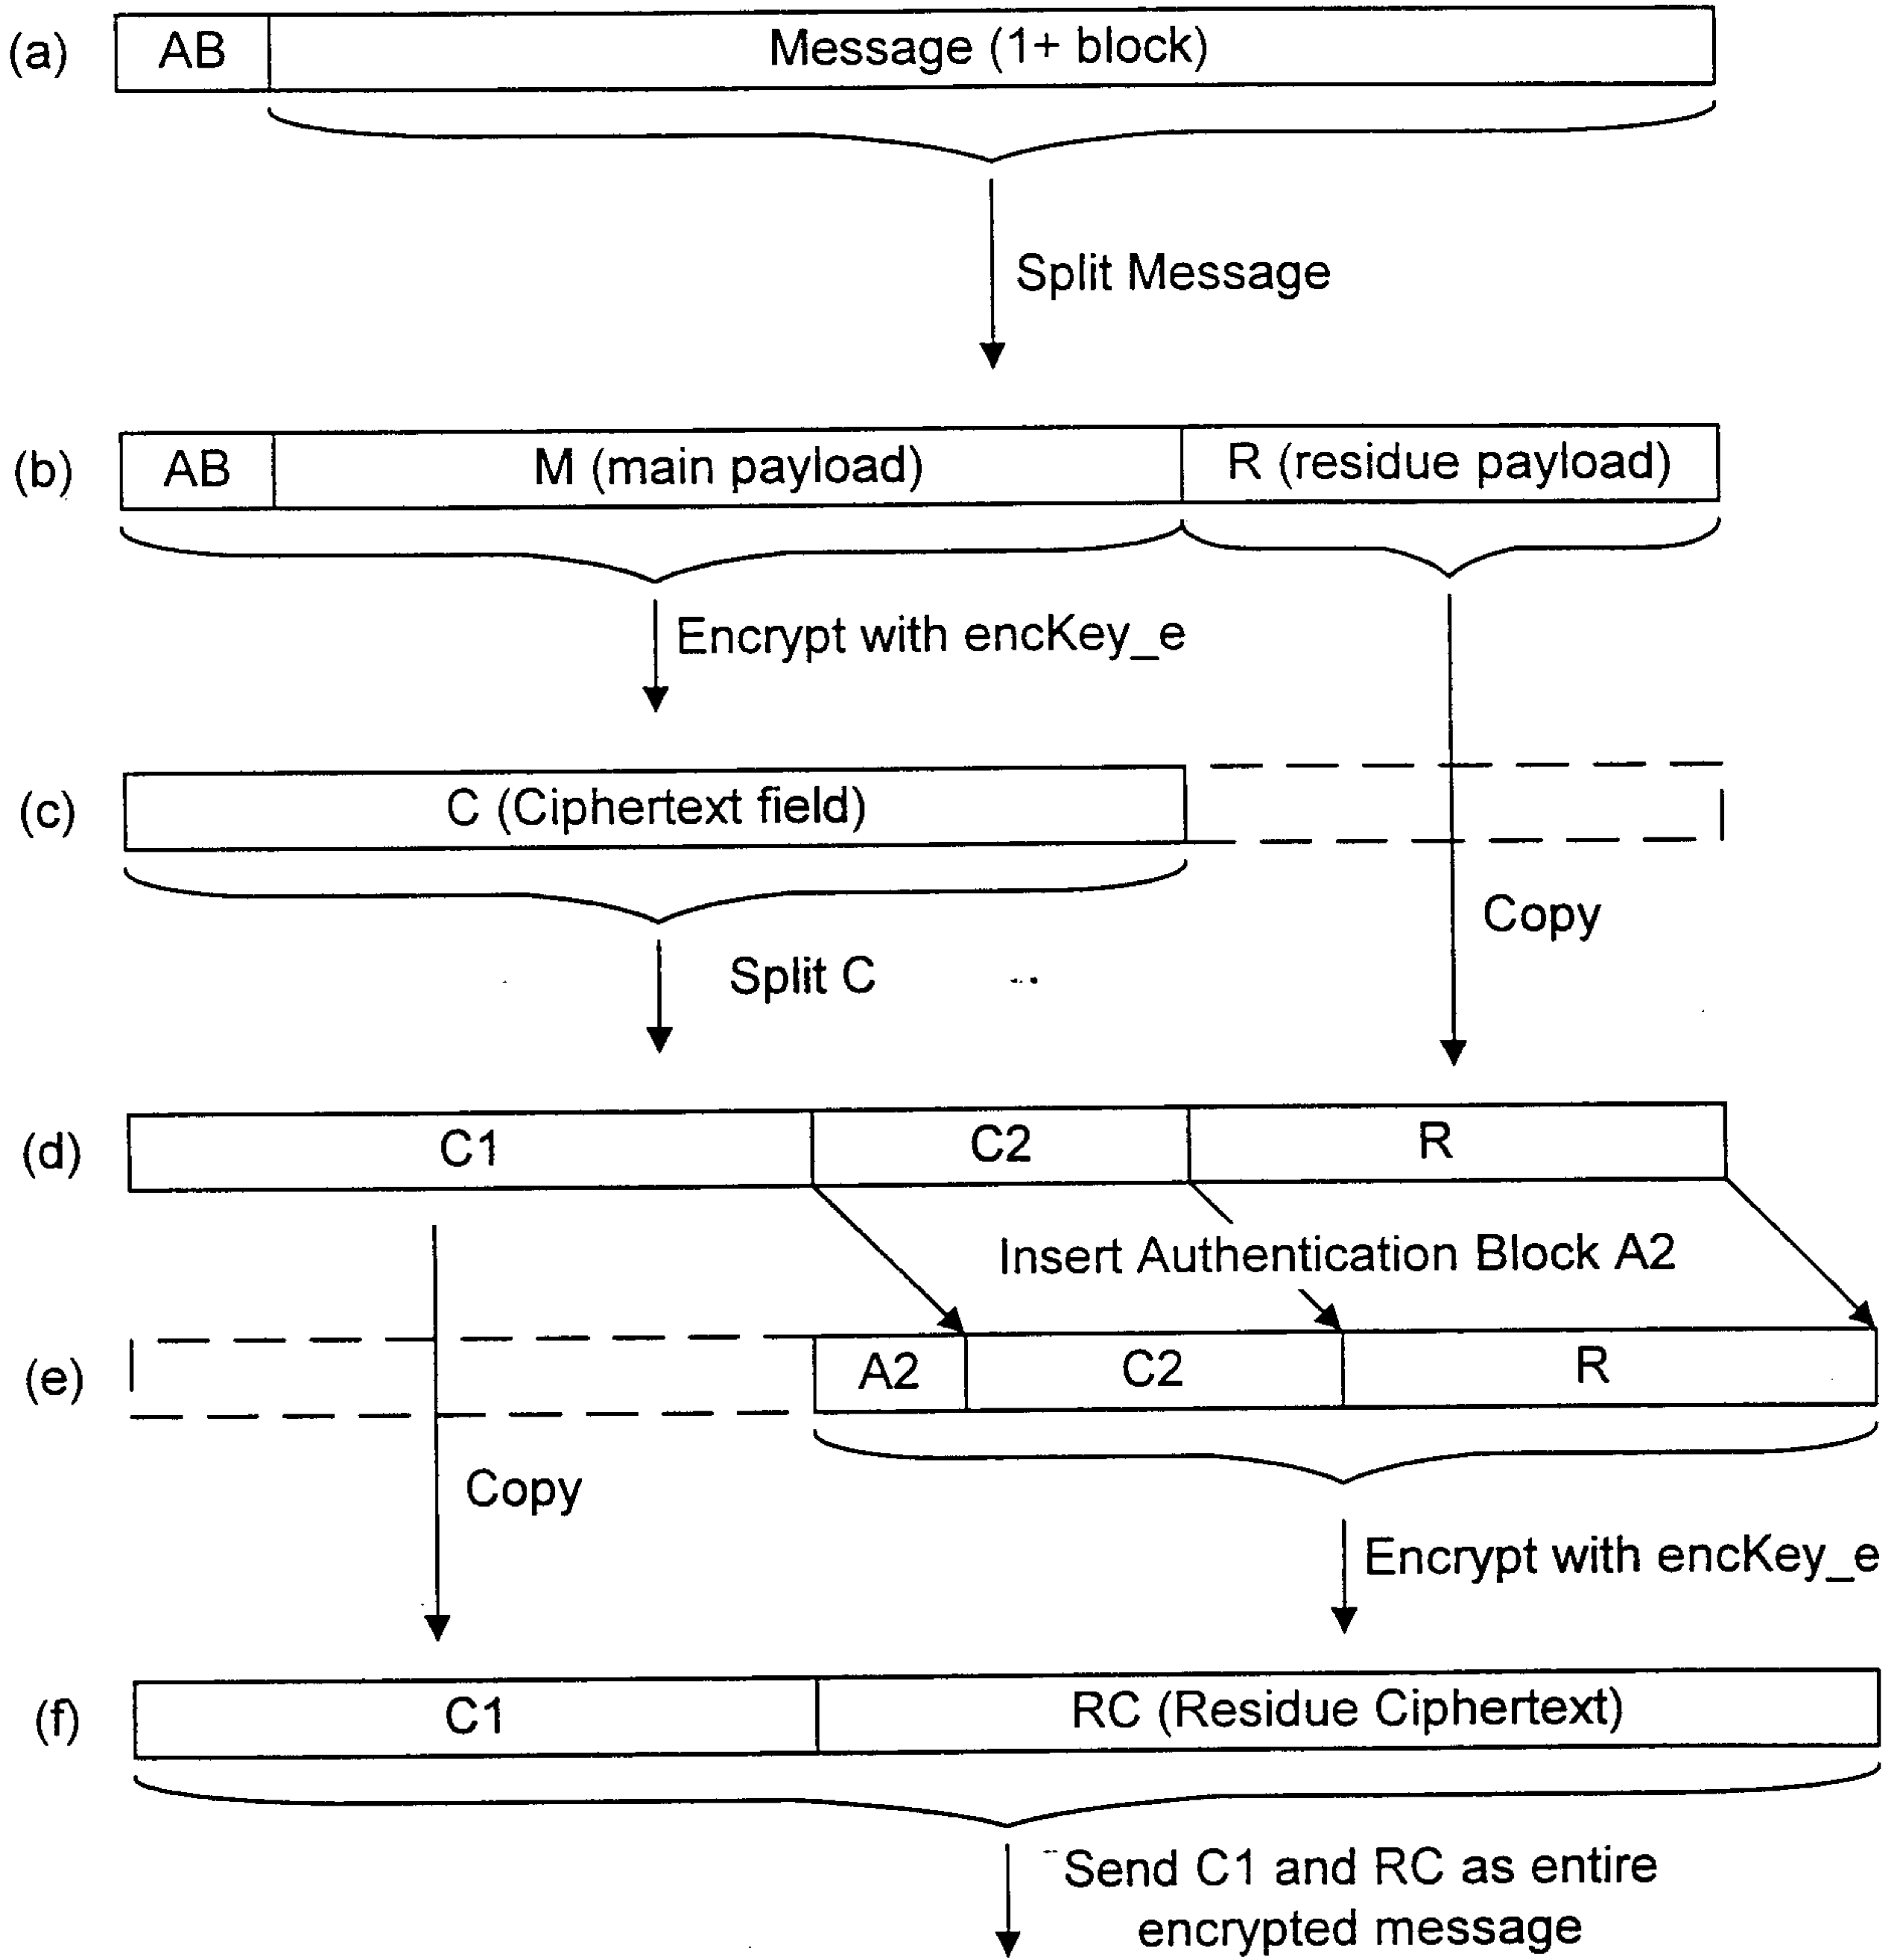 (a) AB Message (1+ block)
Split Message
(b) AB M (main payload) R (residue payload)
Encrypt with encKey_e
(c) C (Ciphertext field)
Copy
Split C
(d) C1 C2 R
Insert Authentication Block A2
(e) A2 C2 R
Copy
Encrypt with encKey_e
(f) C1 RC (Residue Ciphertext)
Send C1 and RC as entire
encrypted message